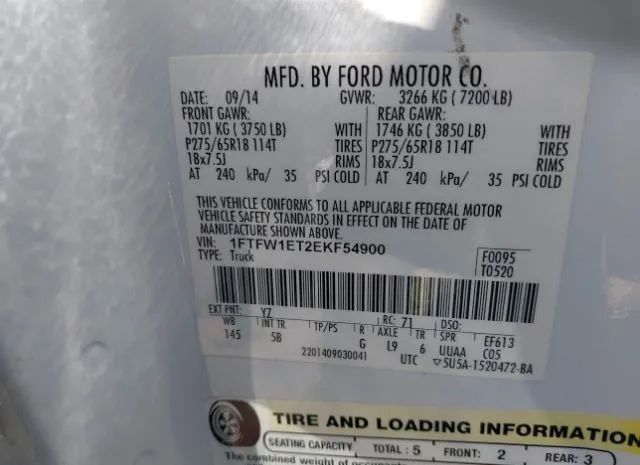 MFD. BY FORD MOTOR CO.
DATE: 09/14 GVWR: 3266 KG ( 7200 LB)
FRONT GAWR: REAR GAWR:
1701 KG ( 3750 LB) WITH 1746 KG ( 3850 LB) WITH
P275/65R18 114T TIRES P275/65R18 114T TIRES
18x7.5J RIMS 18x7.5J RIMS
AT 240 kPa/ 35 PSI COLD AT 240 kPa/ 35 PSI COLD
THIS VEHICLE CONFORMS TO ALL APPLICABLE FEDERAL MOTOR
VEHICLE SAFETY STANDARDS IN EFFECT ON THE DATE OF
MANUFACTURE SHOWN ABOVE.
VIN: 1FTFW1ET2EKF54900 F0095
TYPE: Truck T0520
EXT PNT: YZ RC: 71 DSO:
WB INT TR TP/PS R AXLE TR SPR EF613
145 5B G L9 6 UUAA C05
2201409030041 UTC ▽5U5A-1520472-BA
TIRE AND LOADING INFORMATION
SEATING CAPACITY TOTAL : 5 FRONT: 2 REAR: 3
The combined weight of occupants